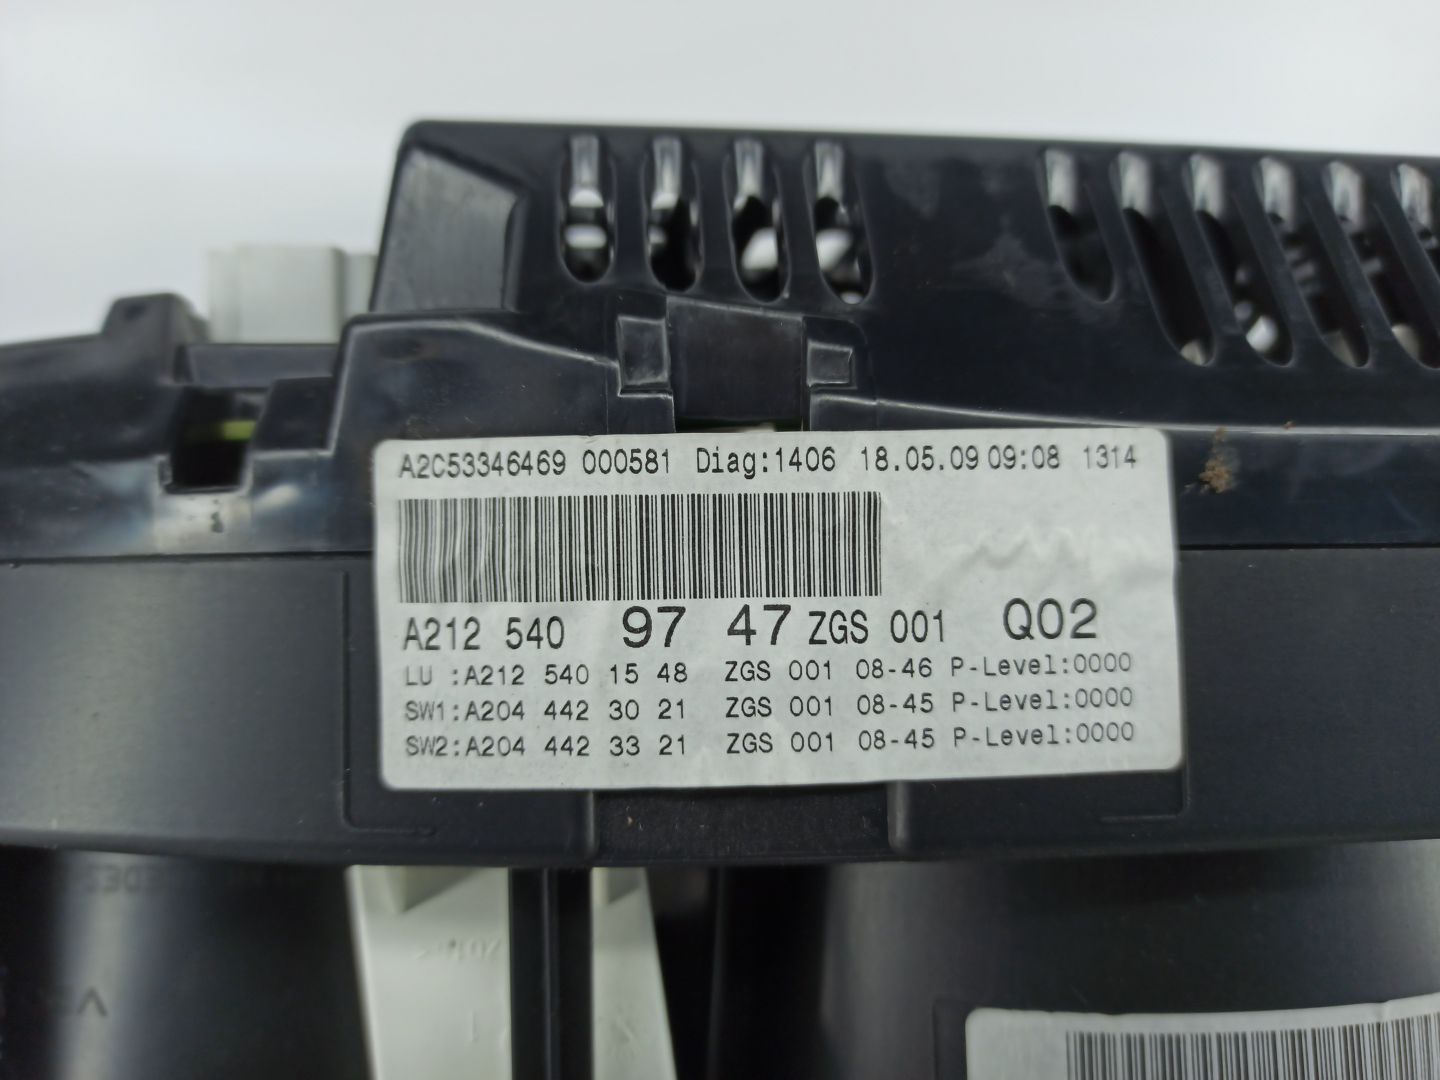 A2C53346469 000581 Diag:1406 18.05.09 09:08 1314
A212 540 97 47 ZGS 001 Q02
LU :A212 540 15 48 ZGS 001 08-46 P-Level:0000
SW1:A204 442 30 21 ZGS 001 08-45 P-Level:0000
SW2:A204 442 33 21 ZGS 001 08-45 P-Level:0000